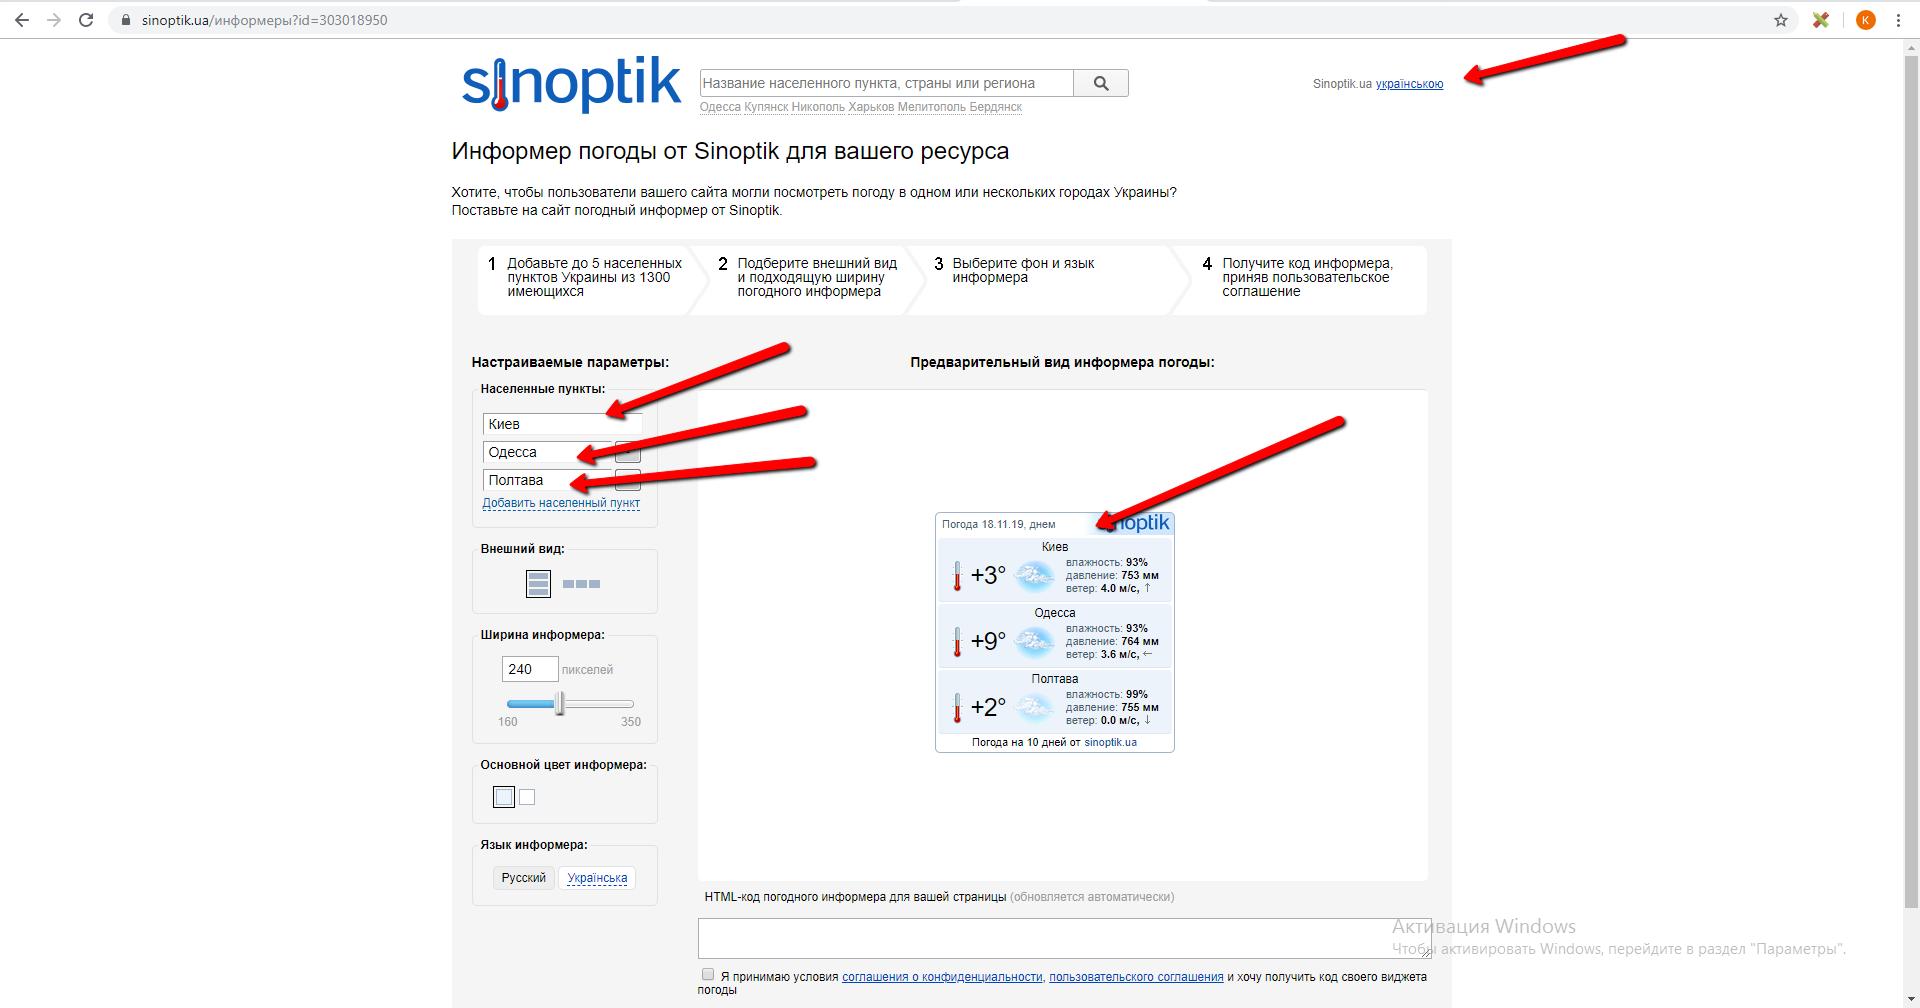 sinoptik.ua/информеры?id=303018950
K
sinoptik
Название населенного пункта, страны или региона
Sinoptik.ua українською
Одесса Купянск Никополь Харьков Мелитополь Бердянск
Информер погоды от Sinoptik для вашего ресурса
Хотите, чтобы пользователи вашего сайта могли посмотреть погоду в одном или нескольких городах Украины?
Поставьте на сайт погодный информер от Sinoptik.
1 Добавьте до 5 населенных
пунктов Украины из 1300
имеющихся
2 Подберите внешний вид
и подходящую ширину
погодного информера
3 Выберите фон и язык
информера
4 Получите код информера,
приняв пользовательское
соглашение
Настраиваемые параметры:
Населенные пункты:
Киев
Одесса
Полтава
Добавить населенный пункт
Внешний вид:
Ширина информера:
240 пикселей
160 350
Основной цвет информера:
Язык информера:
Русский Українська
Предварительный вид информера погоды:
Погода 18.11.19, днем
noptik
Киев
+3°
влажность: 93%
давление: 753 мм
ветер: 4.0 м/с, ↑
Одесса
+9°
влажность: 93%
давление: 764 мм
ветер: 3.6 м/с, ←
Полтава
+2°
влажность: 99%
давление: 755 мм
ветер: 0.0 м/с, ↓
Погода на 10 дней от sinoptik.ua
HTML-код погодного информера для вашей страницы (обновляется автоматически)
Активация Windows
Чтобы активировать Windows, перейдите в раздел "Параметры".
Я принимаю условия соглашения о конфиденциальности, пользовательского соглашения и хочу получить код своего виджета
погоды